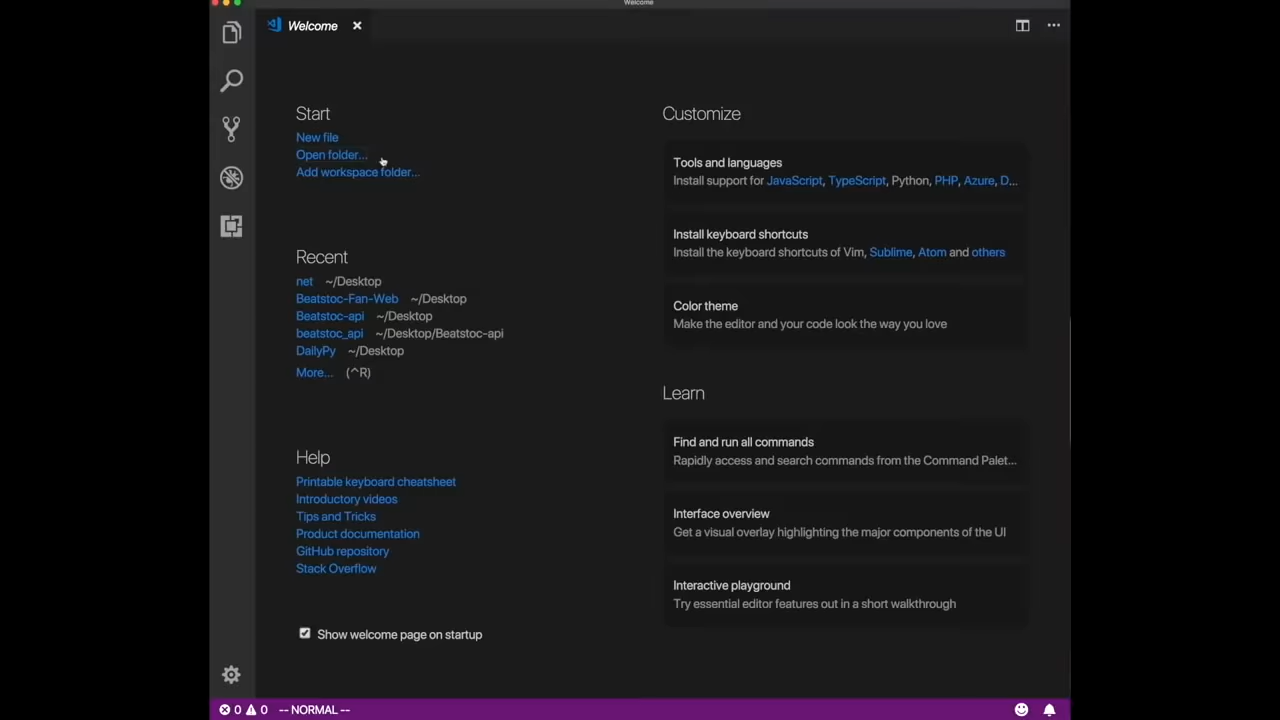 Welcome
Welcome
Start
New file
Open folder...
Add workspace folder...
Recent
net ~/Desktop
Beatstoc-Fan-Web ~/Desktop
Beatstoc-api ~/Desktop
beatstoc_api ~/Desktop/Beatstoc-api
DailyPy ~/Desktop
More... (^R)
Help
Printable keyboard cheatsheet
Introductory videos
Tips and Tricks
Product documentation
GitHub repository
Stack Overflow
Show welcome page on startup
Customize
Tools and languages
Install support for JavaScript, TypeScript, Python, PHP, Azure, D...
Install keyboard shortcuts
Install the keyboard shortcuts of Vim, Sublime, Atom and others
Color theme
Make the editor and your code look the way you love
Learn
Find and run all commands
Rapidly access and search commands from the Command Palet...
Interface overview
Get a visual overlay highlighting the major components of the UI
Interactive playground
Try essential editor features out in a short walkthrough
0 0 -- NORMAL --